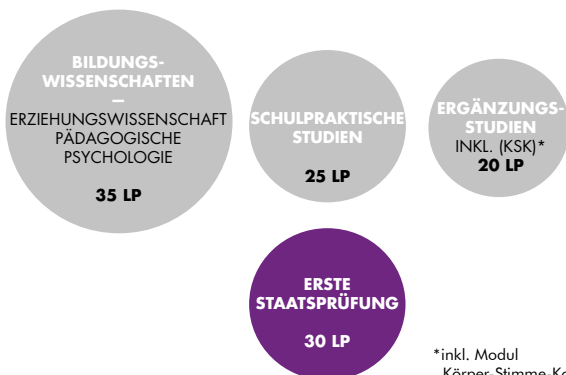 BILDUNGS-
WISSENSCHAFTEN
—
ERZIEHUNGSWISSENSCHAFT
PÄDAGOGISCHE
PSYCHOLOGIE
35 LP
SCHULPRAKTISCHE
STUDIEN
25 LP
ERGÄNZUNGS-
STUDIEN
INKL. (KSK)*
20 LP
ERSTE
STAATSPRÜFUNG
30 LP
*inkl. Modul